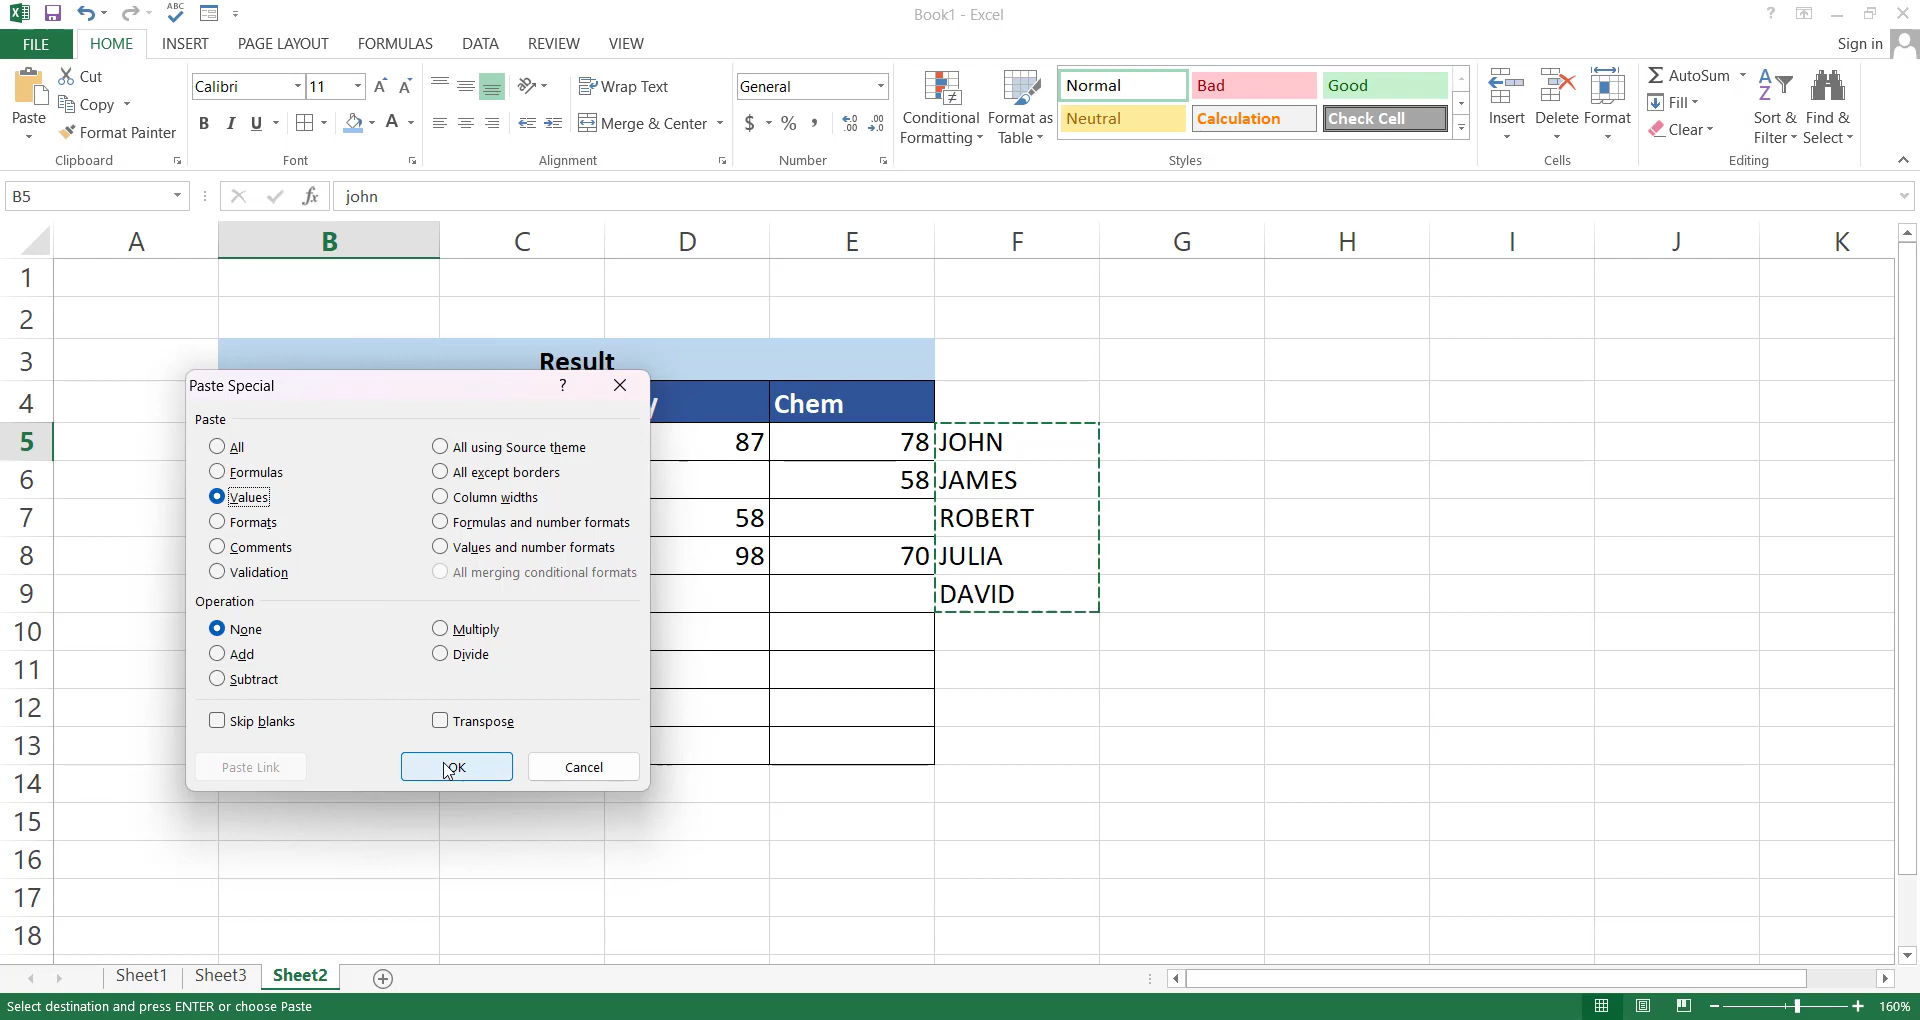 Book1 - Excel
FILE HOME INSERT PAGE LAYOUT FORMULAS DATA REVIEW VIEW
Sign in
Cut
Copy
Format Painter
Paste
Clipboard
Calibri 11
B I U
Font
Wrap Text
Merge & Center
Alignment
General
$ % ,
Number
Conditional Formatting
Format as Table
Normal Bad Good
Neutral Calculation Check Cell
Styles
Insert Delete Format
Cells
AutoSum
Fill
Clear
Sort & Filter
Find & Select
Editing
B5 fx john
A B C D E F G H I J K
1
2
3 Result
4 y Chem
5 87 78 JOHN
6 58 JAMES
7 58 ROBERT
8 98 70 JULIA
9 DAVID
10
11
12
13
14
15
16
17
18
Paste Special ?
Paste
All All using Source theme
Formulas All except borders
Values Column widths
Formats Formulas and number formats
Comments Values and number formats
Validation All merging conditional formats
Operation
None Multiply
Add Divide
Subtract
Skip blanks Transpose
Paste Link OK Cancel
Sheet1 Sheet3 Sheet2
Select destination and press ENTER or choose Paste
160%